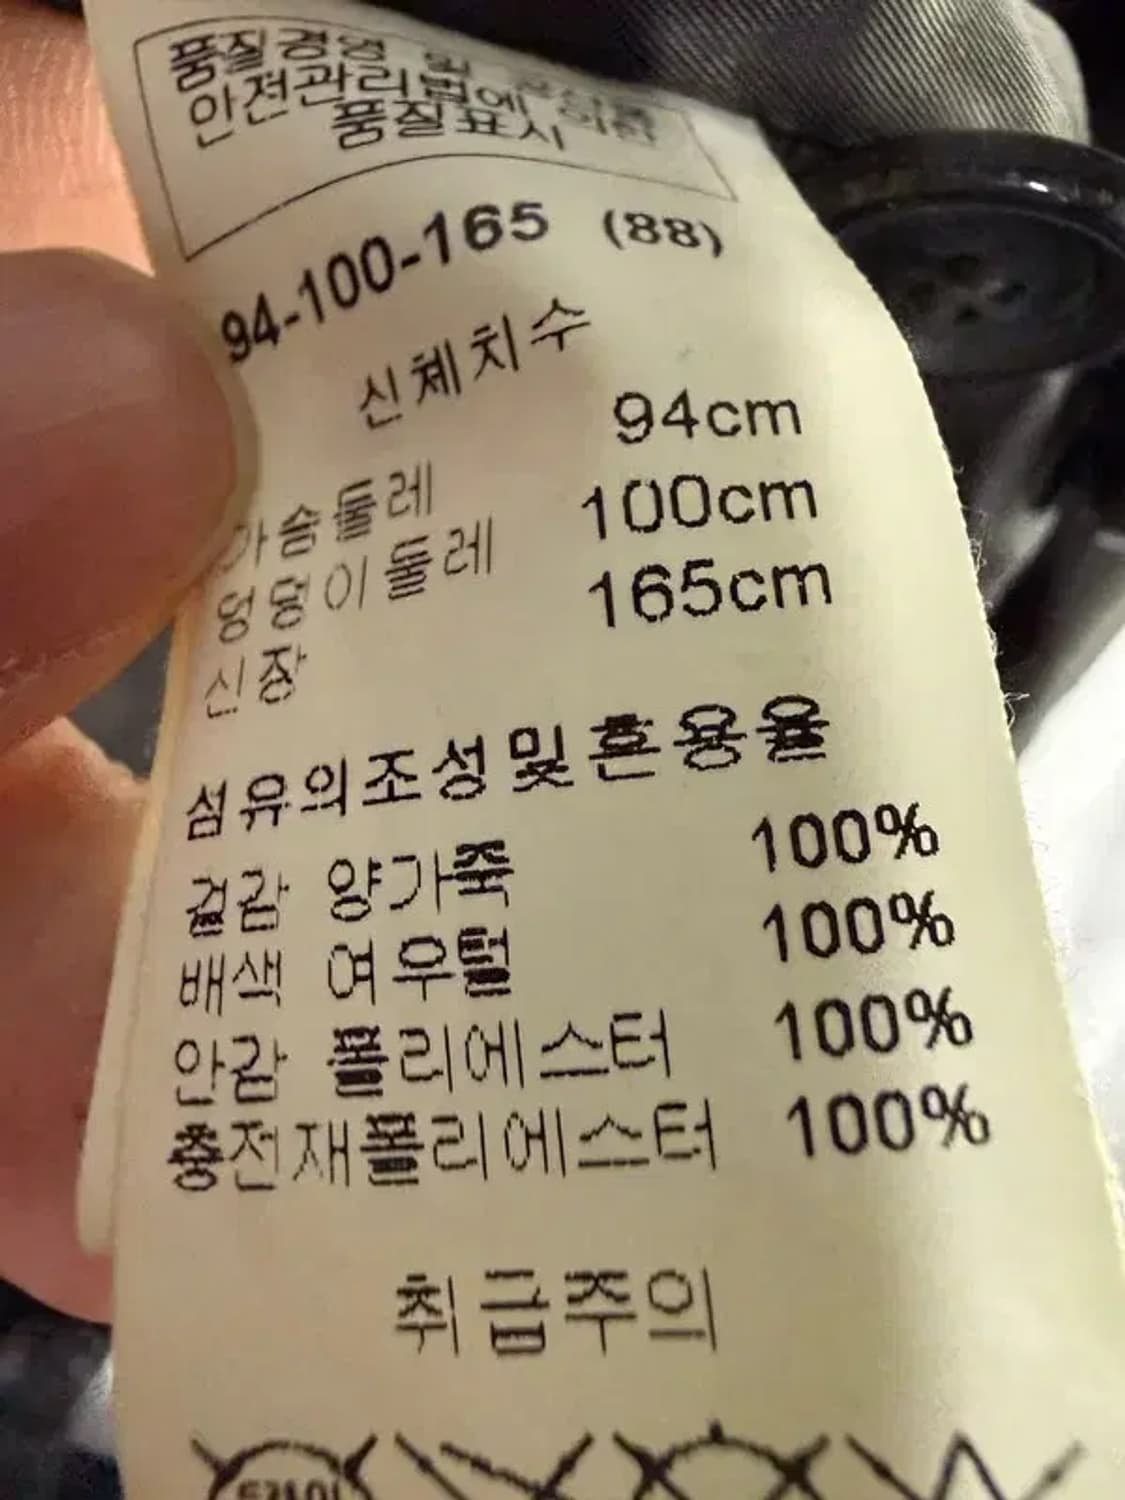 품질경영 및 공산품
안전관리법에 의한
품질표시
94-100-165 (88)
신체치수
가슴둘레 94cm
엉덩이둘레 100cm
신장 165cm
섬유의조성및혼용율
겉감 양가죽 100%
배색 여우털 100%
안감 폴리에스터 100%
충전재폴리에스터 100%
취급주의